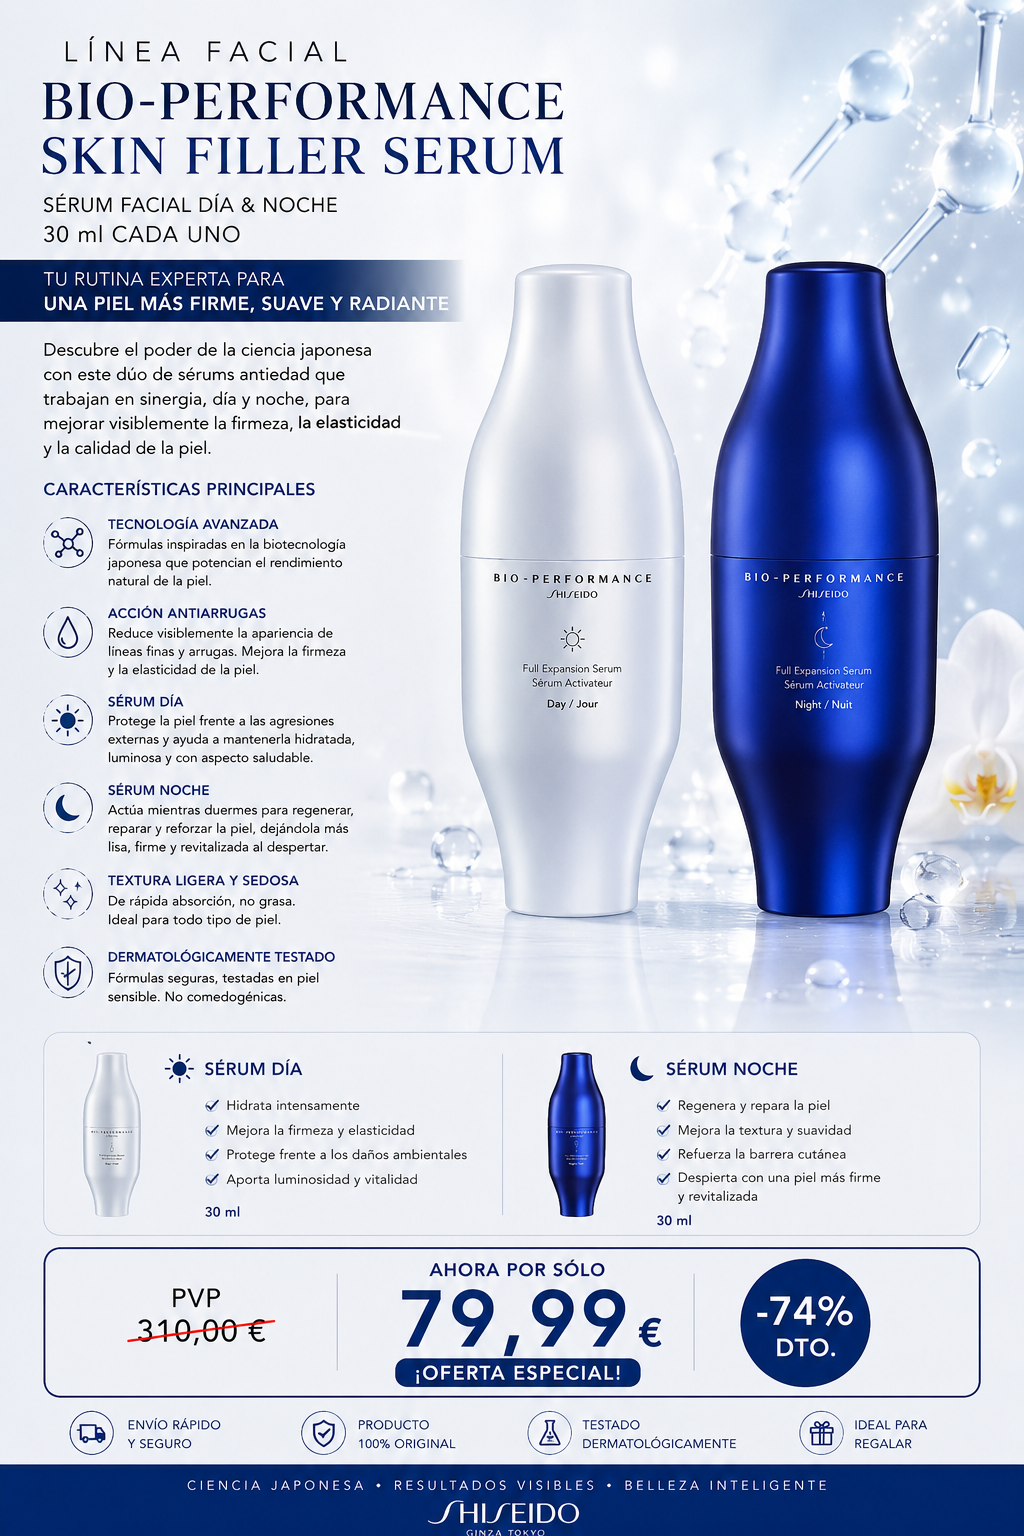 LÍNEA FACIAL
BIO-PERFORMANCE
SKIN FILLER SERUM
SÉRUM FACIAL DÍA & NOCHE
30 ml CADA UNO
TU RUTINA EXPERTA PARA
UNA PIEL MÁS FIRME, SUAVE Y RADIANTE
Descubre el poder de la ciencia japonesa
con este dúo de sérums antiedad que
trabajan en sinergia, día y noche, para
mejorar visiblemente la firmeza, la elasticidad
y la calidad de la piel.
CARACTERÍSTICAS PRINCIPALES
TECNOLOGÍA AVANZADA
Fórmulas inspiradas en la biotecnología
japonesa que potencian el rendimiento
natural de la piel.
ACCIÓN ANTIARRUGAS
Reduce visiblemente la apariencia de
líneas finas y arrugas. Mejora la firmeza
y la elasticidad de la piel.
SÉRUM DÍA
Protege la piel frente a las agresiones
externas y ayuda a mantenerla hidratada,
luminosa y con aspecto saludable.
SÉRUM NOCHE
Actúa mientras duermes para regenerar,
reparar y reforzar la piel, dejándola más
lisa, firme y revitalizada al despertar.
TEXTURA LIGERA Y SEDOSA
De rápida absorción, no grasa.
Ideal para todo tipo de piel.
DERMATOLÓGICAMENTE TESTADO
Fórmulas seguras, testadas en piel
sensible. No comedogénicas.
BIO-PERFORMANCE
SHISEIDO
Full Expansion Serum
Sérum Activateur
Day / Jour
BIO-PERFORMANCE
SHISEIDO
Full Expansion Serum
Sérum Activateur
Night / Nuit
SÉRUM DÍA
Hidrata intensamente
Mejora la firmeza y elasticidad
Protege frente a los daños ambientales
Aporta luminosidad y vitalidad
30 ml
SÉRUM NOCHE
Regenera y repara la piel
Mejora la textura y suavidad
Refuerza la barrera cutánea
Despierta con una piel más firme
y revitalizada
30 ml
PVP
310,00 €
AHORA POR SÓLO
79,99 €
¡OFERTA ESPECIAL!
-74%
DTO.
ENVÍO RÁPIDO
Y SEGURO
PRODUCTO
100% ORIGINAL
TESTADO
DERMATOLÓGICAMENTE
IDEAL PARA
REGALAR
CIENCIA JAPONESA • RESULTADOS VISIBLES • BELLEZA INTELIGENTE
SHISEIDO
GINZA TOKYO